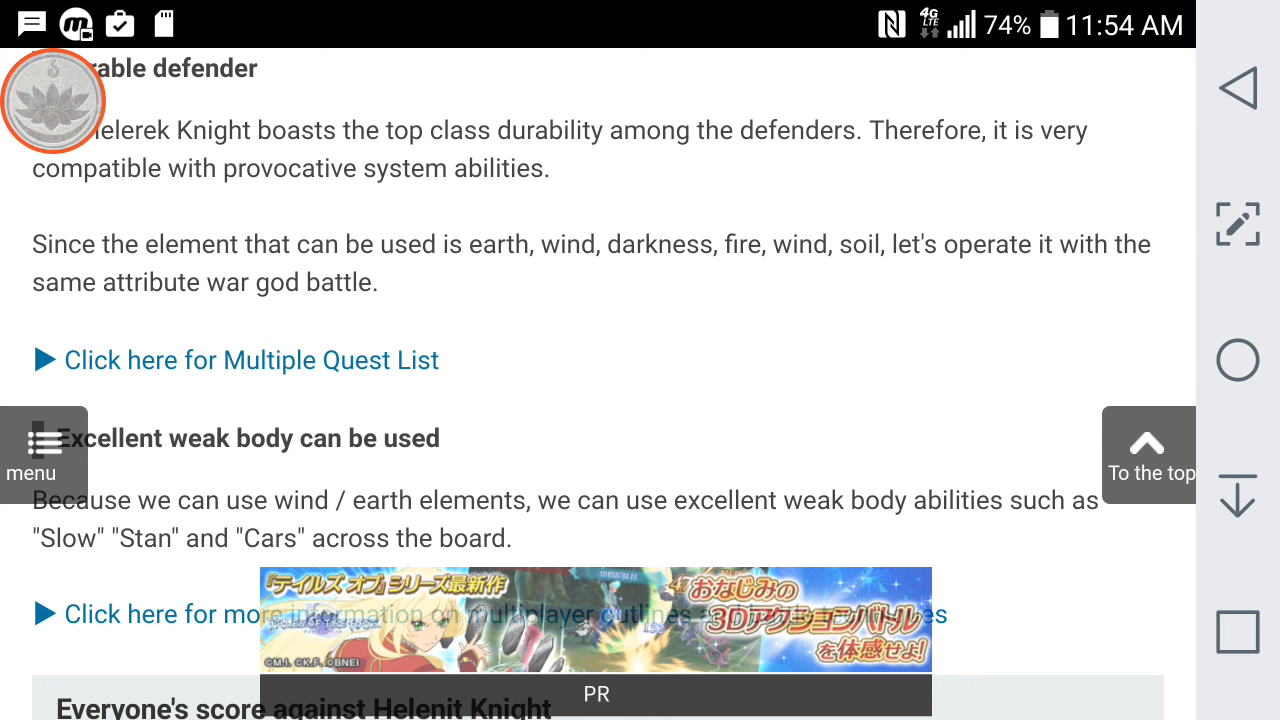 74% 11:54 AM
rable defender
elerek Knight boasts the top class durability among the defenders. Therefore, it is very
compatible with provocative system abilities.
Since the element that can be used is earth, wind, darkness, fire, wind, soil, let's operate it with the
same attribute war god battle.
▶ Click here for Multiple Quest List
Excellent weak body can be used
menu
To the top
Because we can use wind / earth elements, we can use excellent weak body abilities such as
"Slow" "Stan" and "Cars" across the board.
『テイルズ オブ』シリーズ最新作
おなじみの
3Dアクションバトル
を体感せよ!
©M.I. ©K.F. ©BNEI
▶ Click here for more information on multiplayer outlines
PR
Everyone's score against Helenit Knight